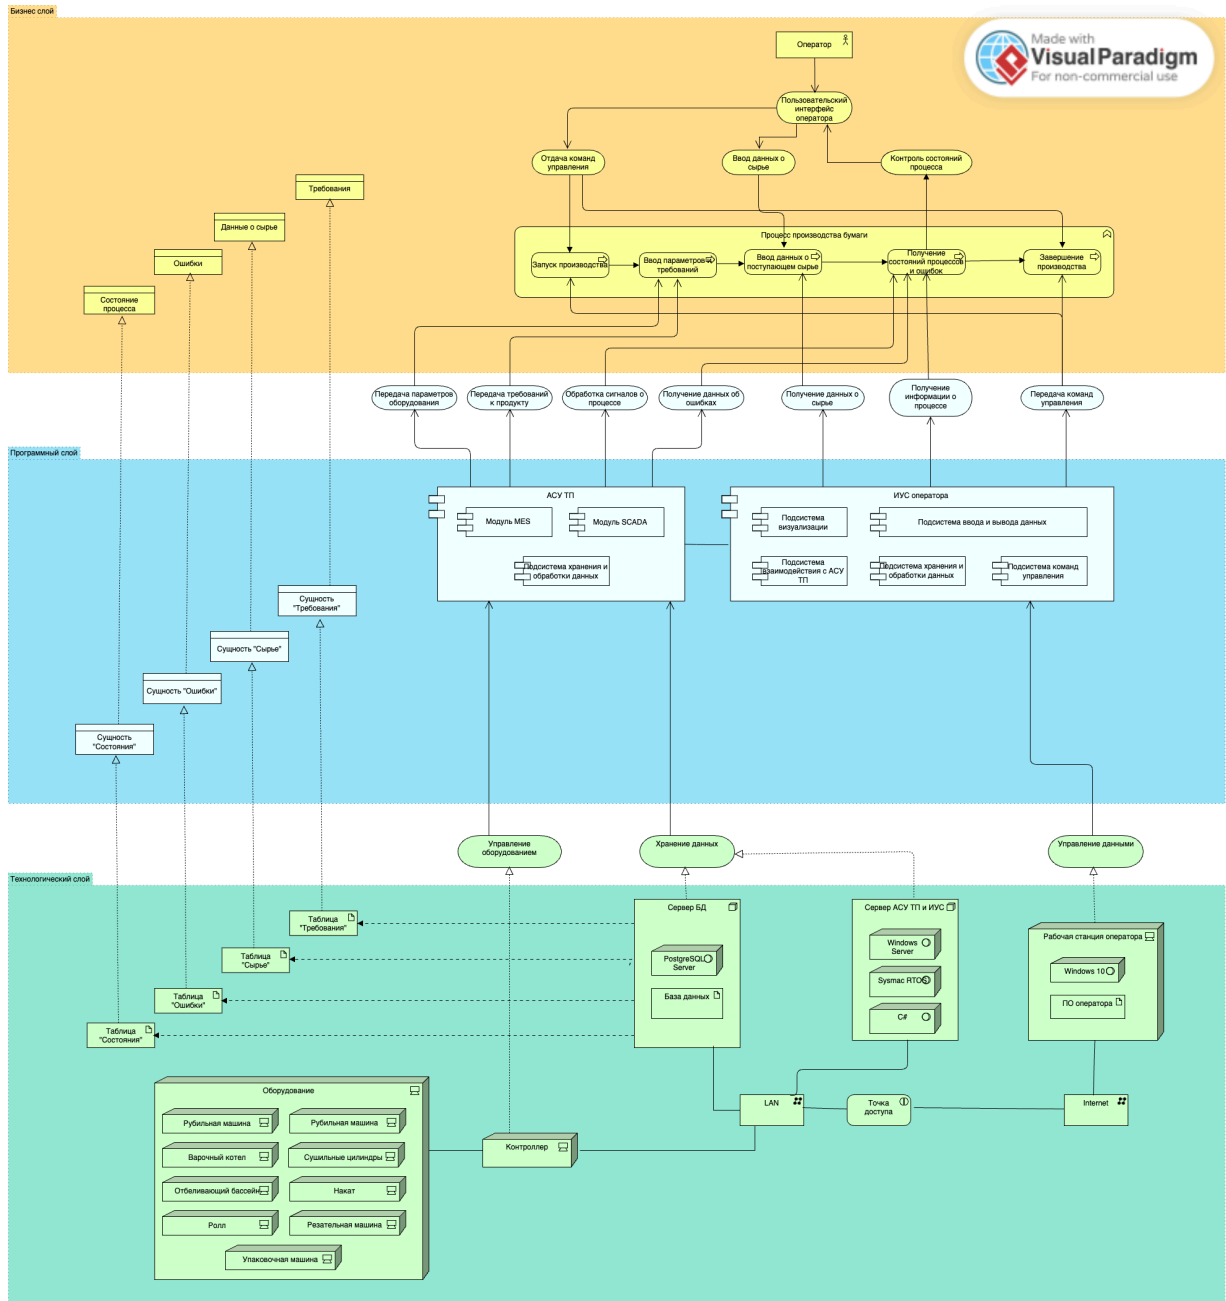 Бизнес слой
Made with
Visual Paradigm
For non-commercial use
Оператор
Пользовательский
интерфейс
оператора
Отдача команд
управления
Ввод данных о
сырье
Контроль состояний
процесса
Требования
Данные о сырье
Ошибки
Состояние
процесса
Процесс производства бумаги
Запуск производства
Ввод параметров и
требований
Ввод данных о
поступающем сырье
Получение
состояний процессов
и ошибок
Завершение
производства
Передача параметров
оборудования
Передача требований
к продукту
Обработка сигналов о
процессе
Получение данных об
ошибках
Получение данных о
сырье
Получение
информации о
процессе
Передача команд
управления
Программный слой
АСУ ТП
Модуль MES
Модуль SCADA
Подсистема хранения и
обработки данных
ИУС оператора
Подсистема
визуализации
Подсистема ввода и вывода данных
Подсистема
взаимодействия с АСУ
ТП
Подсистема хранения и
обработки данных
Подсистема команд
управления
Сущность
"Требования"
Сущность "Сырье"
Сущность "Ошибки"
Сущность
"Состояния"
Управление
оборудованием
Хранение данных
Управление данными
Технологический слой
Таблица
"Требования"
Таблица
"Сырье"
Таблица
"Ошибки"
Таблица
"Состояния"
Сервер БД
PostgreSQL
Server
База данных
Сервер АСУ ТП и ИУС
Windows
Server
Sysmac RTOS
C#
Рабочая станция оператора
Windows 10
ПО оператора
LAN
Точка
доступа
Internet
Контроллер
Оборудование
Рубильная машина
Рубильная машина
Варочный котел
Сушильные цилиндры
Отбеливающий бассейн
Накат
Ролл
Резательная машина
Упаковочная машина